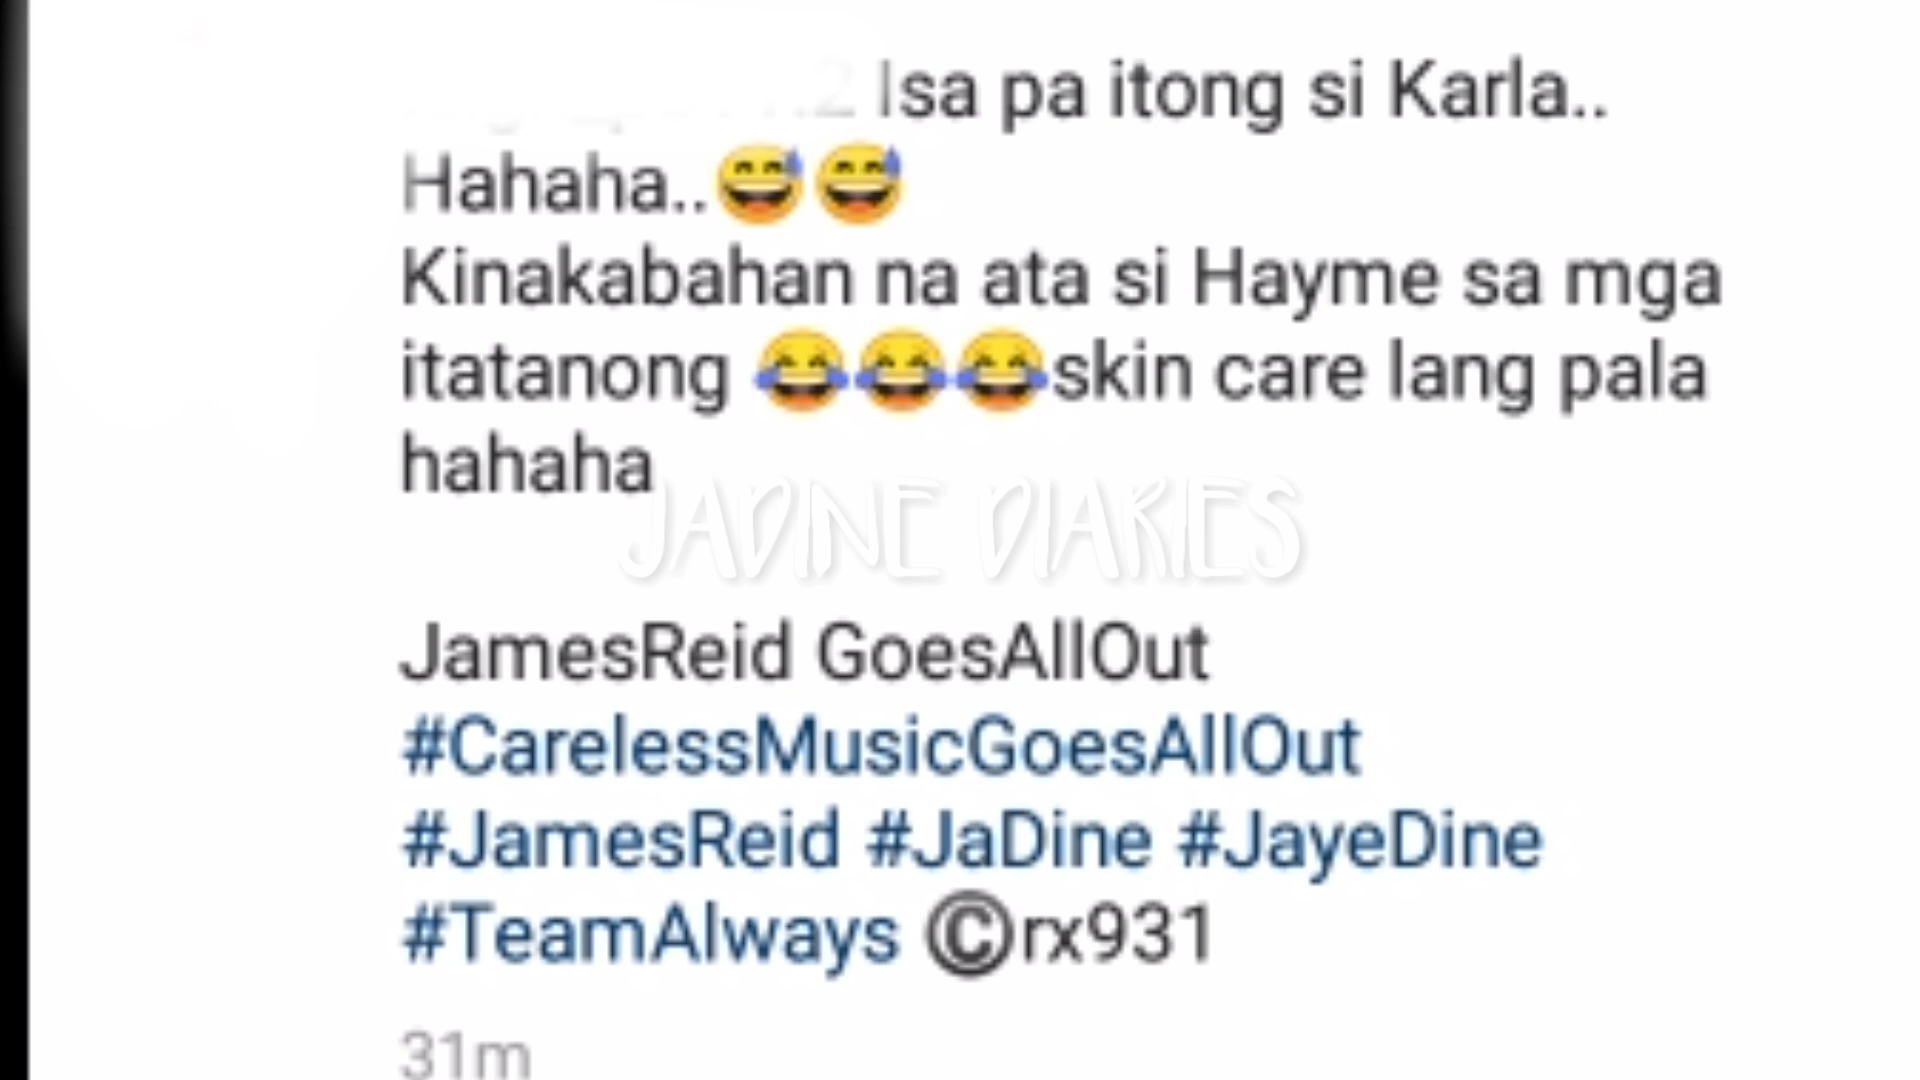 Isa pa itong si Karla..
Hahaha..😅😅
Kinakabahan na ata si Hayme sa mga
itatanong 😂😂😂skin care lang pala
hahaha
JADINE DIARIES
JamesReid GoesAllOut
#CarelessMusicGoesAllOut
#JamesReid #JaDine #JayeDine
#TeamAlways ©rx931
31m